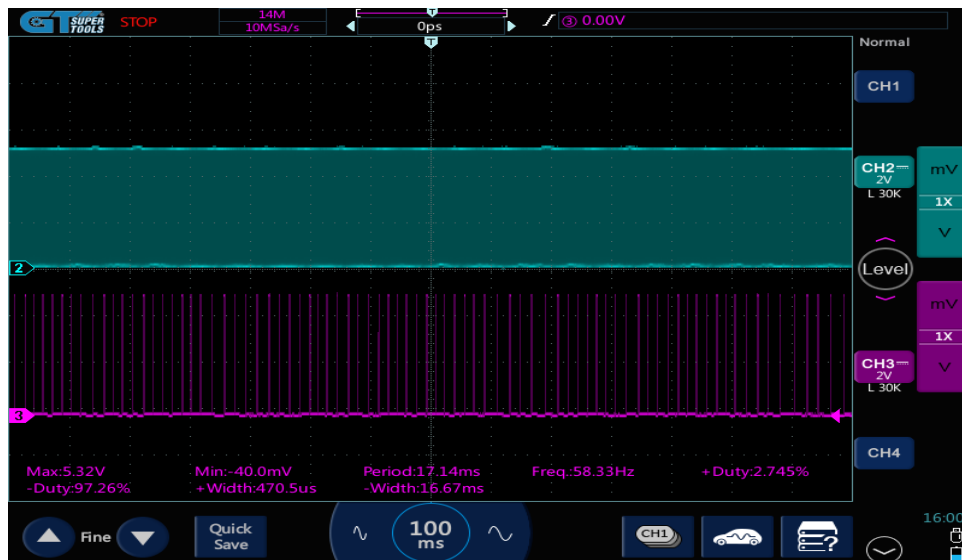 GT SUPER TOOLS STOP 14M 10MSa/s T 0ps ③ 0.00V
T
Normal
CH1
CH2 2V
L 30K
mV
1X
V
2
Level
mV
1X
V
CH3 2V
L 30K
3
CH4
Max:5.32V Min:-40.0mV Period:17.14ms Freq.:58.33Hz +Duty:2.745%
-Duty:97.26% +Width:470.5us -Width:16.67ms
Fine Quick Save 100 ms CH1 ?
16:00